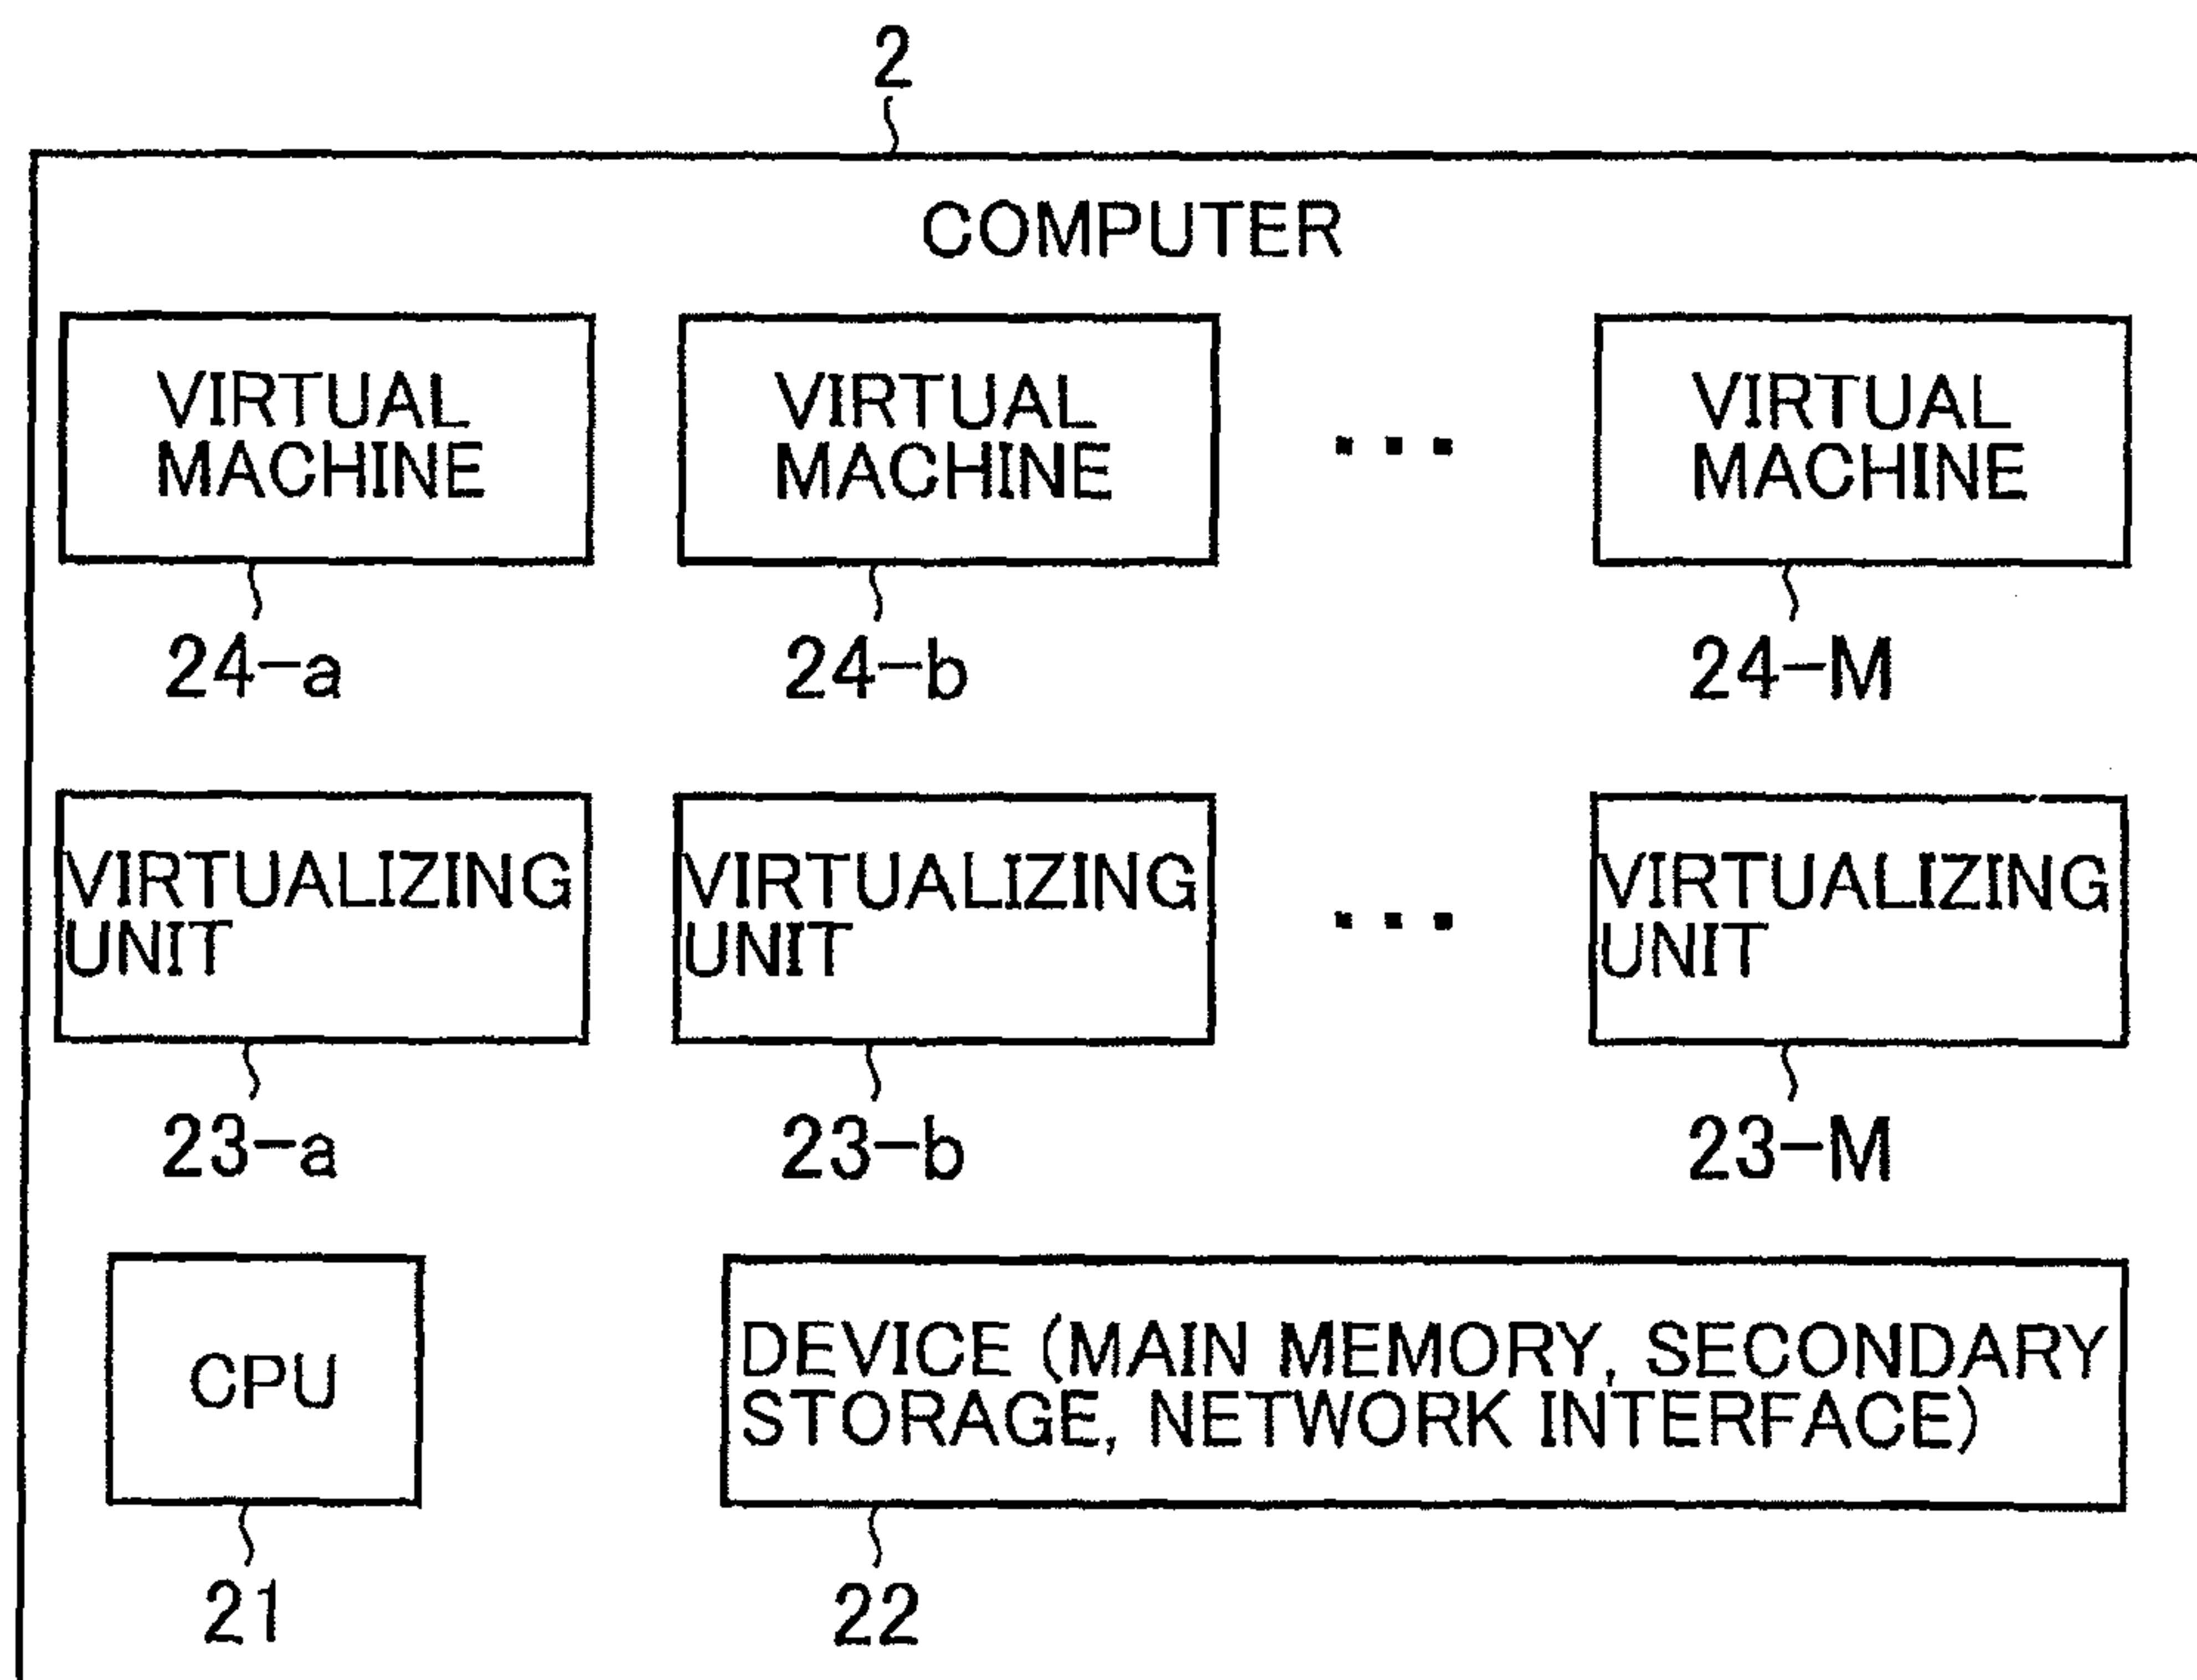 2
COMPUTER
VIRTUAL
MACHINE
VIRTUAL
MACHINE
VIRTUAL
MACHINE
24-a
24-b
24-M
VIRTUALIZING
UNIT
VIRTUALIZING
UNIT
VIRTUALIZING
UNIT
23-a
23-b
23-M
CPU
DEVICE (MAIN MEMORY, SECONDARY
STORAGE, NETWORK INTERFACE)
21
22